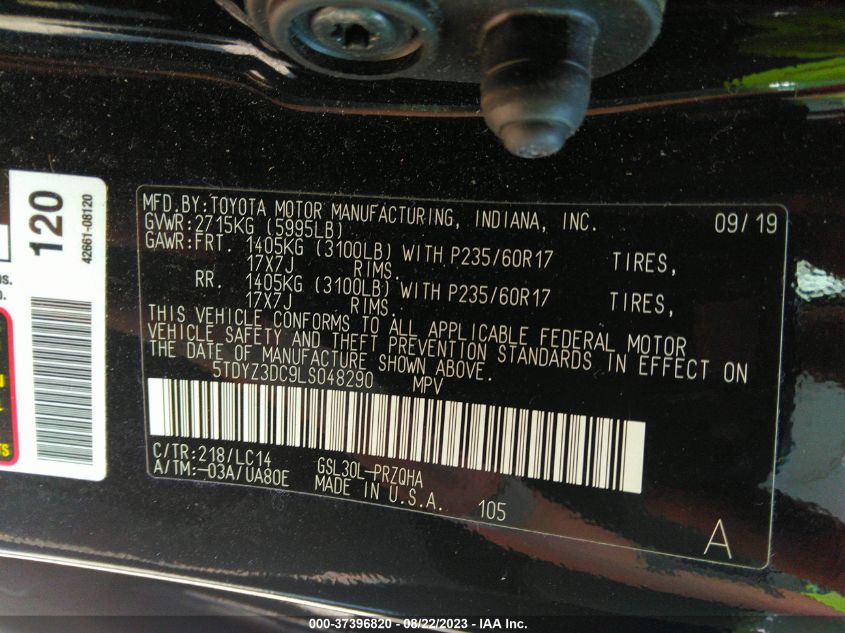 120
42661-08120
MFD.BY:TOYOTA MOTOR MANUFACTURING, INDIANA, INC. 09/19
GVWR:2715KG (5995LB)
GAWR:FRT. 1405KG (3100LB) WITH P235/60R17 TIRES,
17X7J RIMS.
RR. 1405KG (3100LB) WITH P235/60R17 TIRES,
17X7J RIMS.
THIS VEHICLE CONFORMS TO ALL APPLICABLE FEDERAL MOTOR
VEHICLE SAFETY AND THEFT PREVENTION STANDARDS IN EFFECT ON
THE DATE OF MANUFACTURE SHOWN ABOVE.
5TDYZ3DC9LS048290 MPV
C/TR:218/LC14 GSL30L-PRZQHA
A/TM:-03A/UA80E MADE IN U.S.A. 105
A
000-37396820 - 08/22/2023 - IAA Inc.